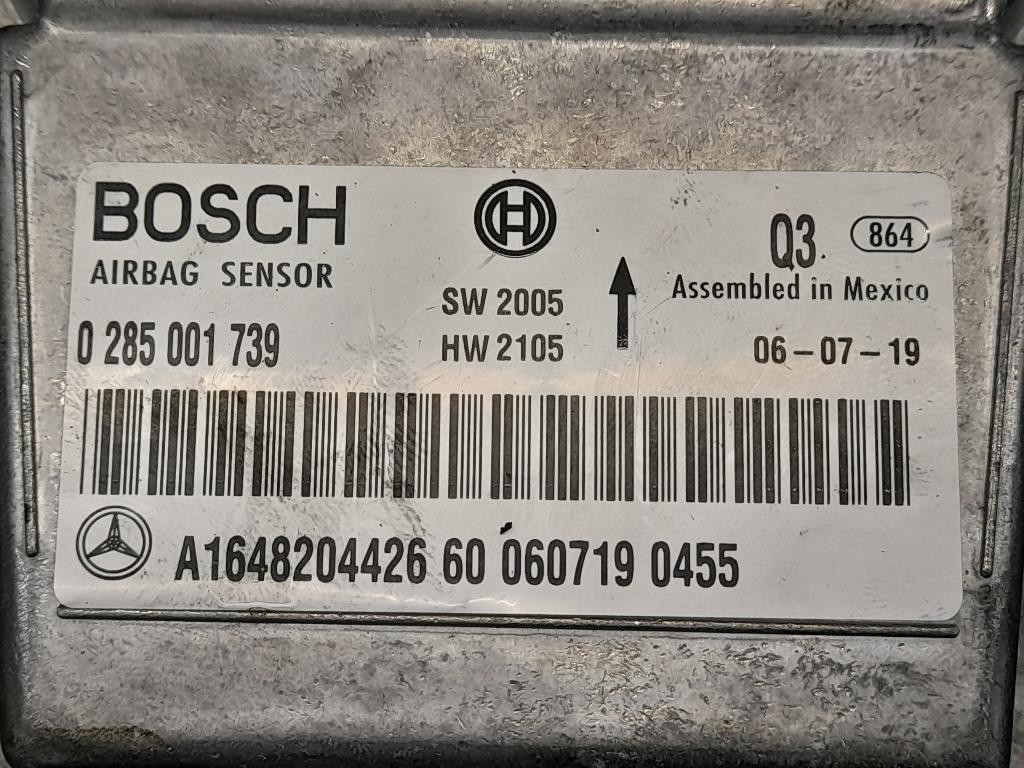 BOSCH
AIRBAG SENSOR
0 285 001 739
SW 2005
HW 2105
Q3 864
Assembled in Mexico
06-07-19
A1648204426 60 060719 0455